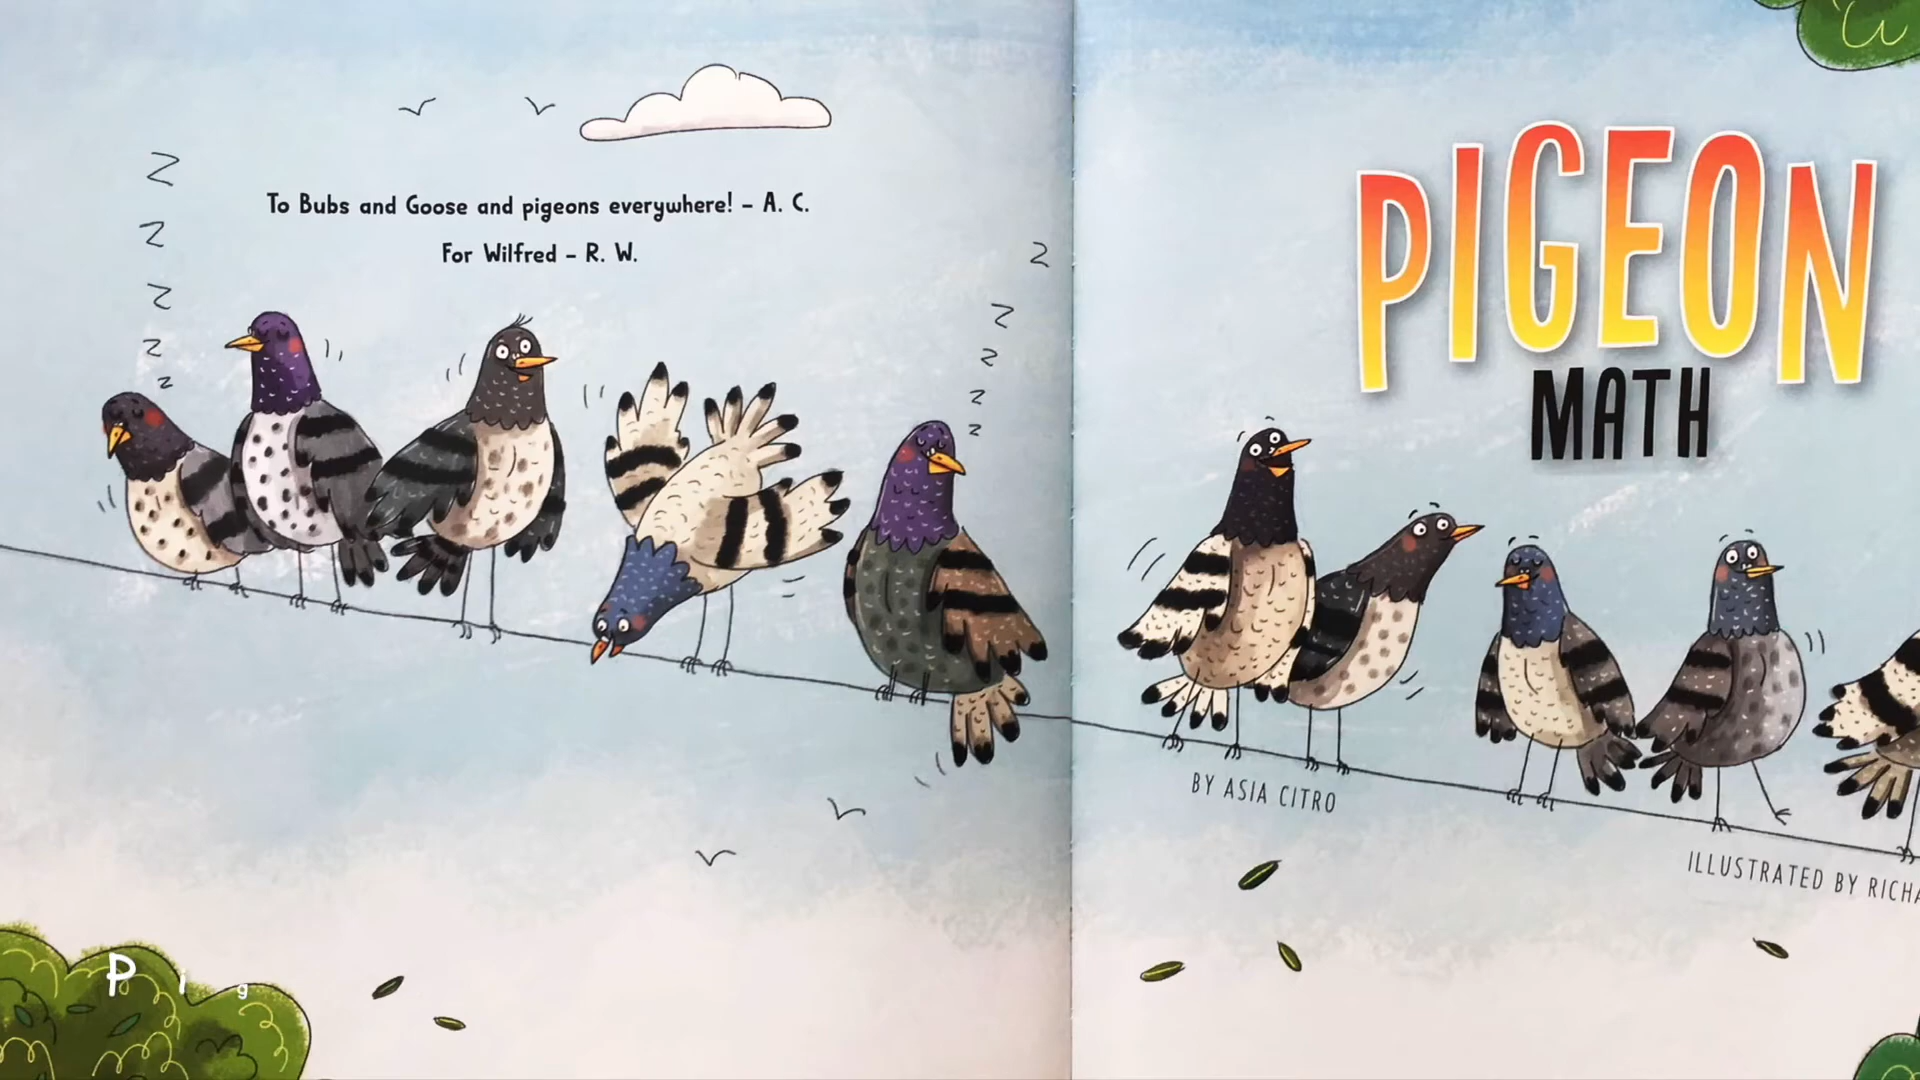 To Bubs and Goose and pigeons everywhere! – A. C.
For Wilfred – R. W.
z
z
z
z
z
z
z
z
z
z
PIGEON
MATH
BY ASIA CITRO
ILLUSTRATED BY RICHA
P i g